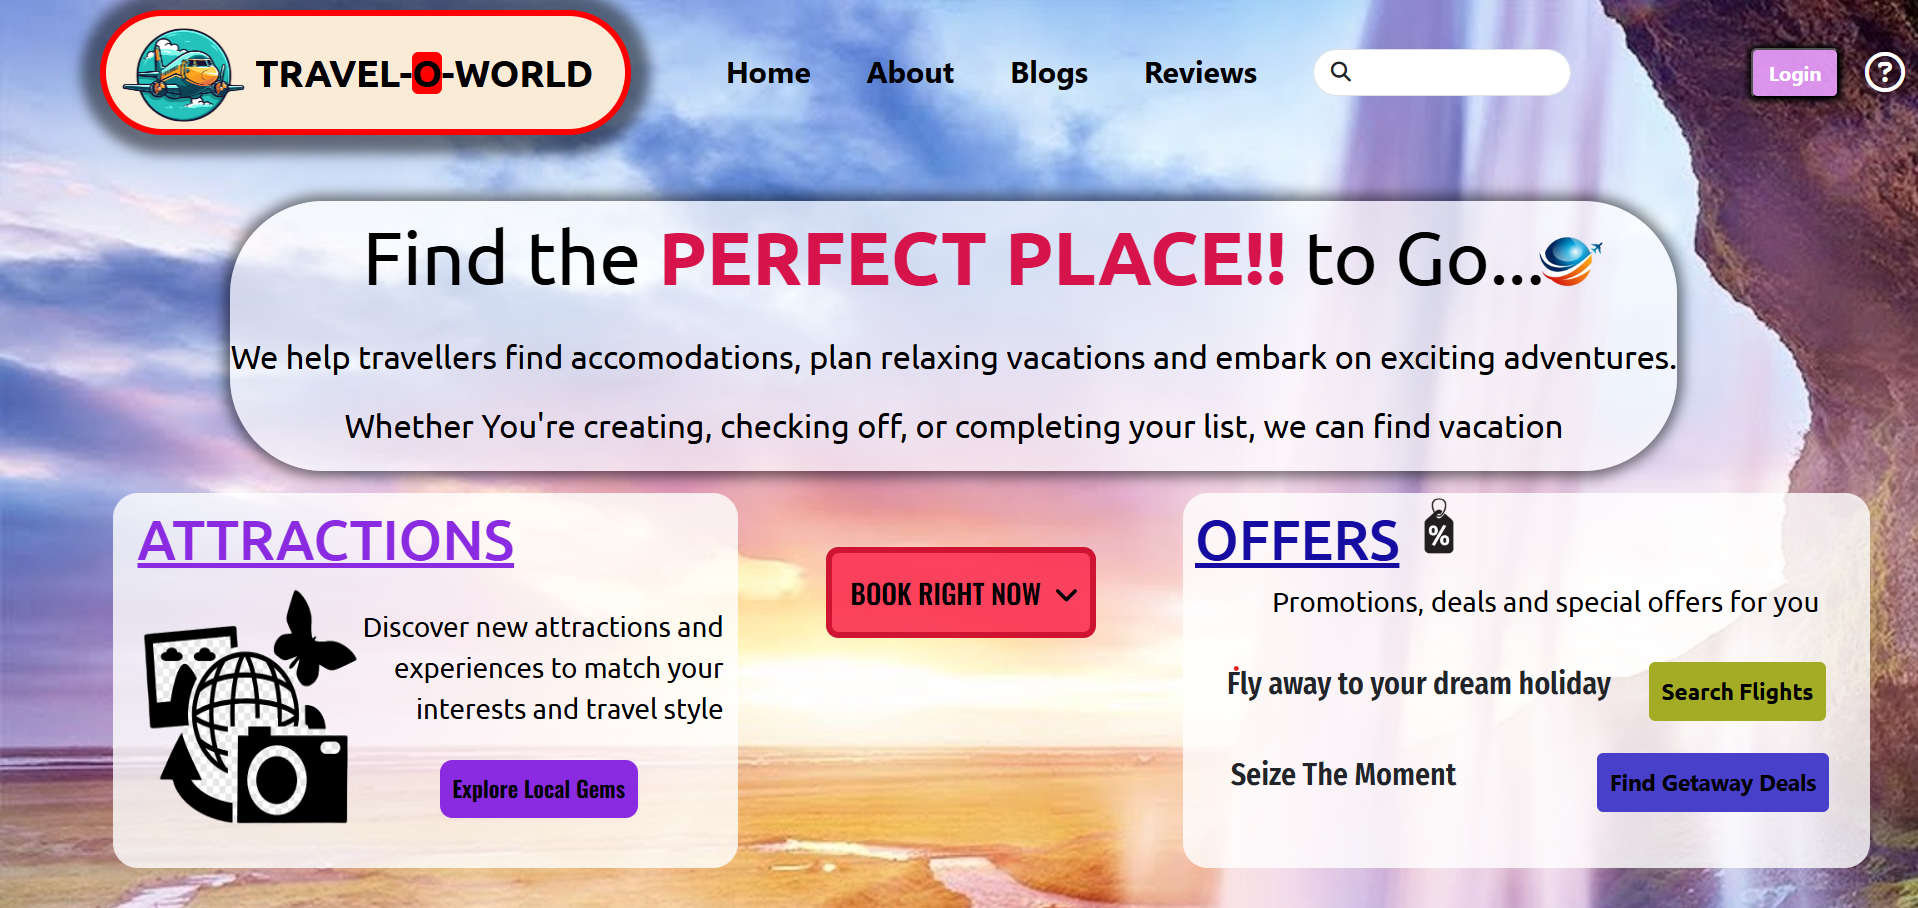 TRAVEL-O-WORLD
Home About Blogs Reviews
Login
?
Find the PERFECT PLACE!! to Go...
We help travellers find accomodations, plan relaxing vacations and embark on exciting adventures.
Whether You're creating, checking off, or completing your list, we can find vacation
ATTRACTIONS
Discover new attractions and
experiences to match your
interests and travel style
Explore Local Gems
BOOK RIGHT NOW
OFFERS
%
Promotions, deals and special offers for you
Fly away to your dream holiday
Search Flights
Seize The Moment
Find Getaway Deals